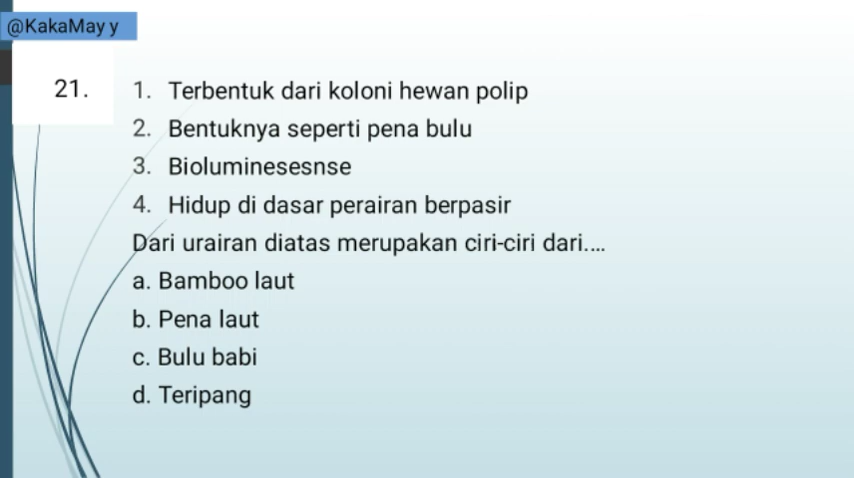 @KakaMay y
21.
1. Terbentuk dari koloni hewan polip
2. Bentuknya seperti pena bulu
3. Bioluminesesnse
4. Hidup di dasar perairan berpasir
Dari urairan diatas merupakan ciri-ciri dari....
a. Bamboo laut
b. Pena laut
c. Bulu babi
d. Teripang